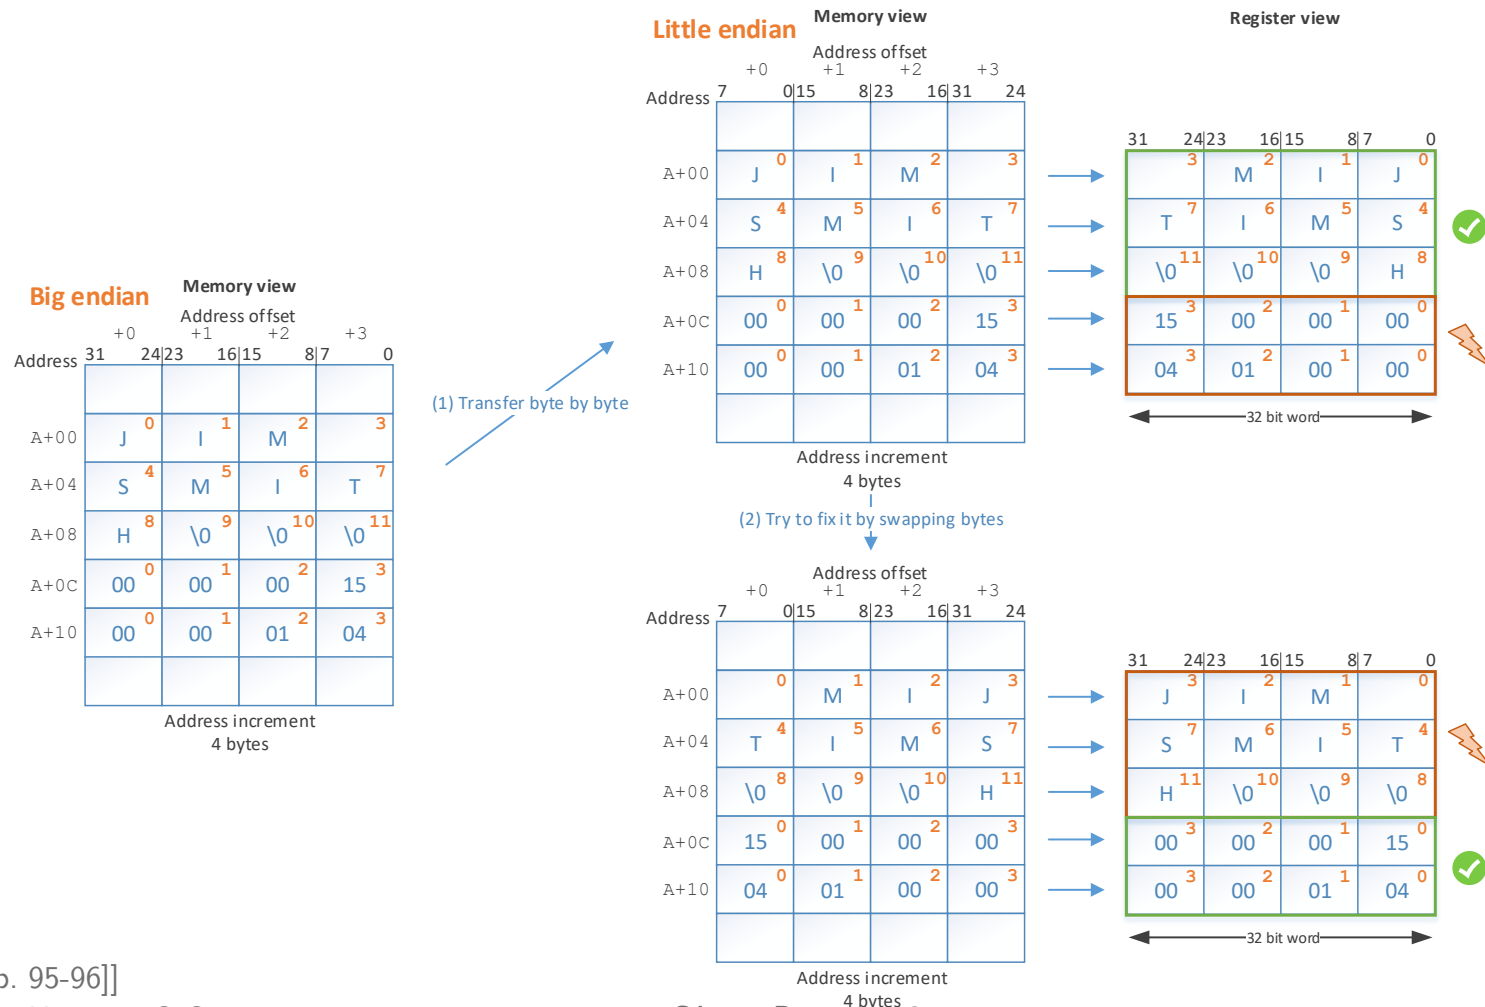 Big endian
Memory view
Address offset
+0 +1 +2 +3
Address 31 24|23 16|15 8|7 0
A+00 J 0 I 1 M 2 3
A+04 S 4 M 5 I 6 T 7
A+08 H 8 \0 9 \0 10 \0 11
A+0C 00 0 00 1 00 2 15 3
A+10 00 0 00 1 01 2 04 3
Address increment
4 bytes
(1) Transfer byte by byte
Little endian
Memory view
Address offset
+0 +1 +2 +3
Address 7 0|15 8|23 16|31 24
A+00 J 0 I 1 M 2 3
A+04 S 4 M 5 I 6 T 7
A+08 H 8 \0 9 \0 10 \0 11
A+0C 00 0 00 1 00 2 15 3
A+10 00 0 00 1 01 2 04 3
Address increment
4 bytes
Register view
31 24|23 16|15 8|7 0
3 M 2 I 1 J 0
T 7 I 6 M 5 S 4
\0 11 \0 10 \0 9 H 8
15 3 00 2 00 1 00 0
04 3 01 2 00 1 00 0
32 bit word
(2) Try to fix it by swapping bytes
Address offset
+0 +1 +2 +3
Address 7 0|15 8|23 16|31 24
A+00 0 M 1 I 2 J 3
A+04 T 4 I 5 M 6 S 7
A+08 \0 8 \0 9 \0 10 H 11
A+0C 15 0 00 1 00 2 00 3
A+10 04 0 01 1 00 2 00 3
Address increment
4 bytes
31 24|23 16|15 8|7 0
J 3 I 2 M 1 0
S 7 M 6 I 5 T 4
H 11 \0 10 \0 9 \0 8
00 3 00 2 00 1 15 0
00 3 00 2 01 1 04 0
32 bit word
95-96]]